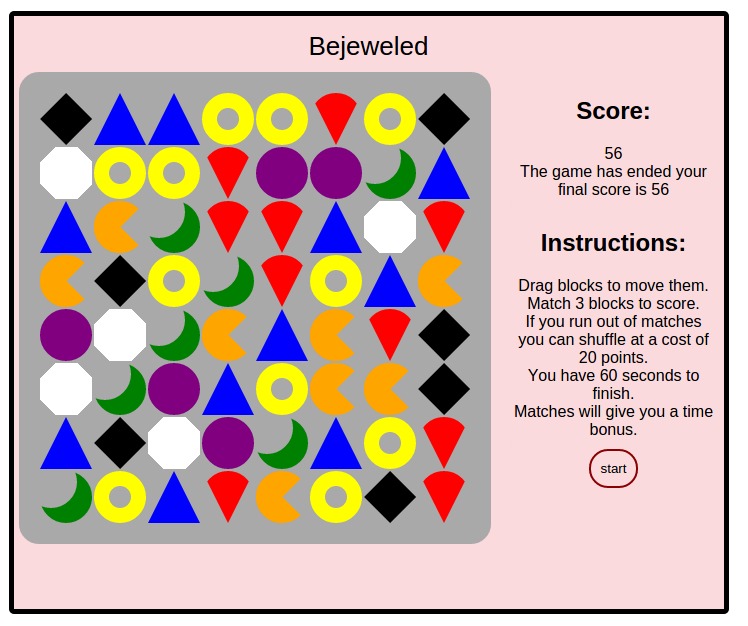 Bejeweled
Score:
56
The game has ended your
final score is 56
Instructions:
Drag blocks to move them.
Match 3 blocks to score.
If you run out of matches
you can shuffle at a cost of
20 points.
You have 60 seconds to
finish.
Matches will give you a time
bonus.
start